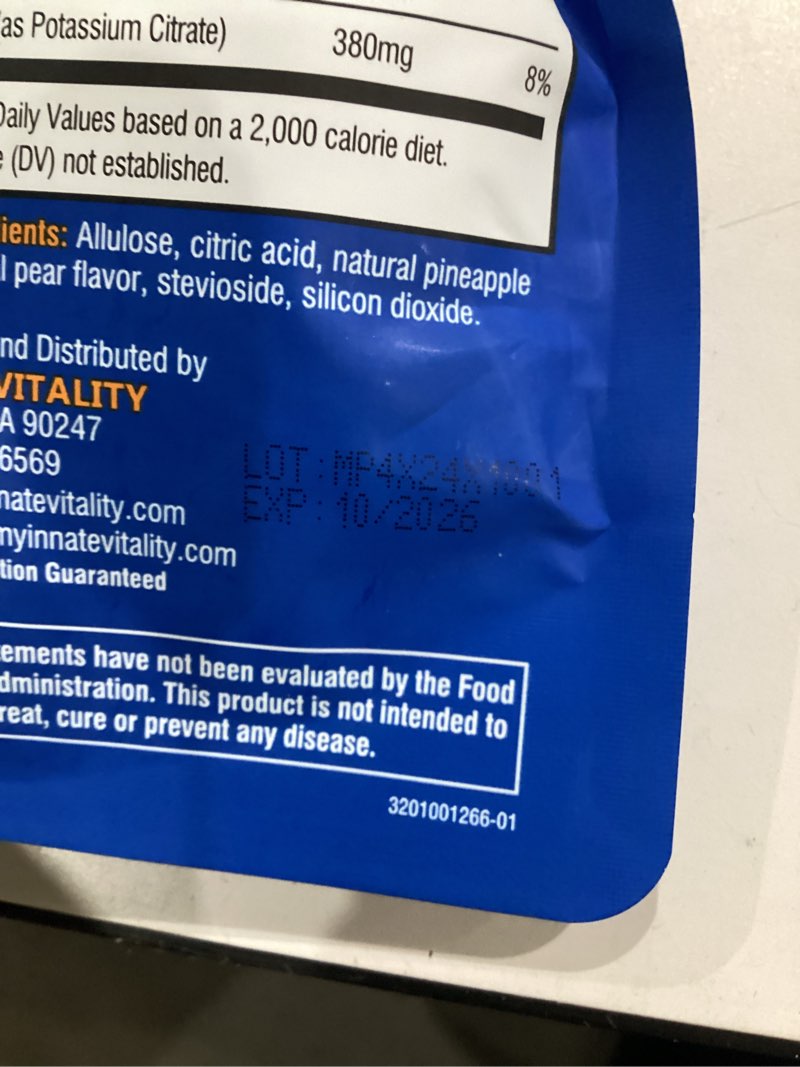 as Potassium Citrate) 380mg 8%
Daily Values based on a 2,000 calorie diet.
(DV) not established.
ients: Allulose, citric acid, natural pineapple
l pear flavor, stevioside, silicon dioxide.
nd Distributed by
VITALITY
A 90247
6569
natevitality.com
myinnatevitality.com
tion Guaranteed
LOT:
EXP: 10/2026
ements have not been evaluated by the Food
dministration. This product is not intended to
reat, cure or prevent any disease.
3201001266-01